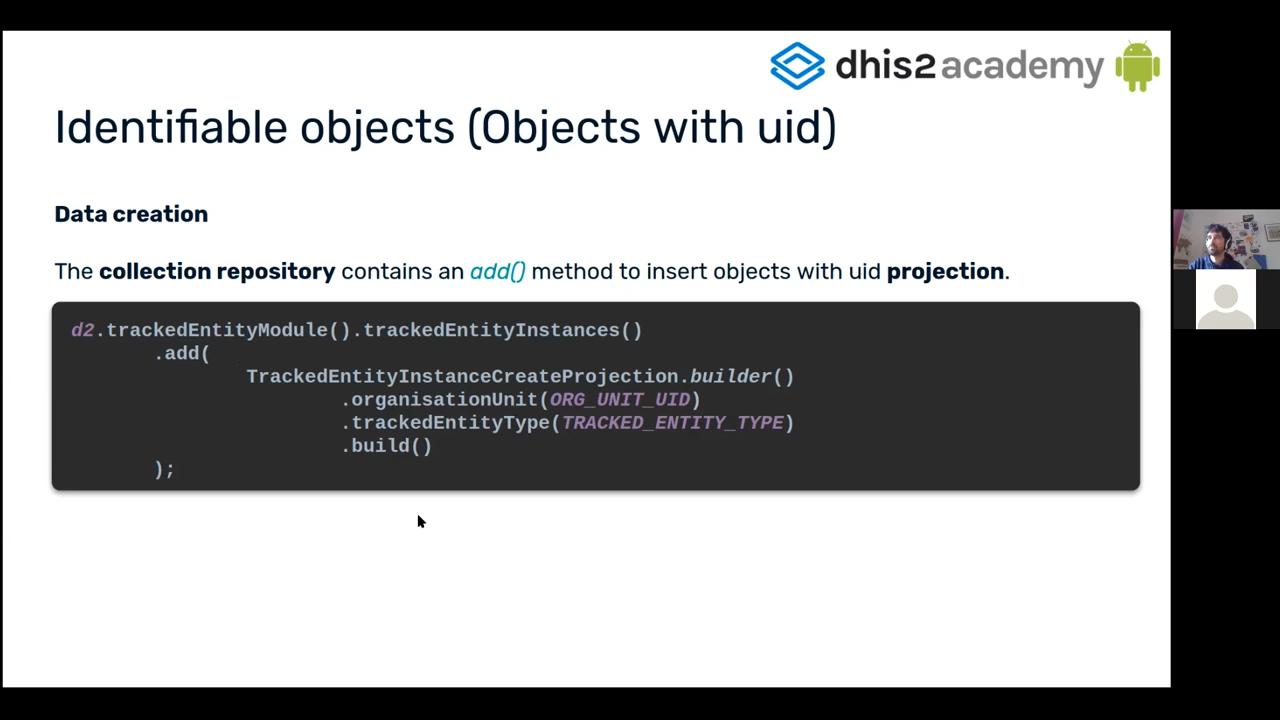 dhis2 academy
Identifiable objects (Objects with uid)
Data creation
The collection repository contains an add() method to insert objects with uid projection.
d2.trackedEntityModule().trackedEntityInstances()
.add(
TrackedEntityInstanceCreateProjection.builder()
.organisationUnit(ORG_UNIT_UID)
.trackedEntityType(TRACKED_ENTITY_TYPE)
.build()
);